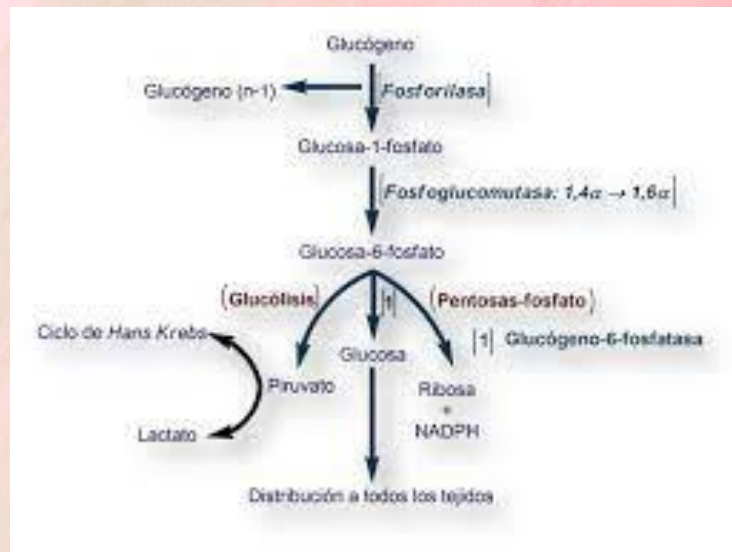 Glucógeno
Glucógeno (n-1)
|Fosforilasa|
Glucosa-1-fosfato
|Fosfoglucomutasa: 1,4α → 1,6α|
Glucosa-6-fosfato
(Glucólisis)
|1|
(Pentosas-fosfato)
Ciclo de Hans Krebs
Glucosa
|1| Glucógeno-6-fosfatasa
Piruvato
Ribosa
+
NADPH
Lactato
Distribución a todos los tejidos